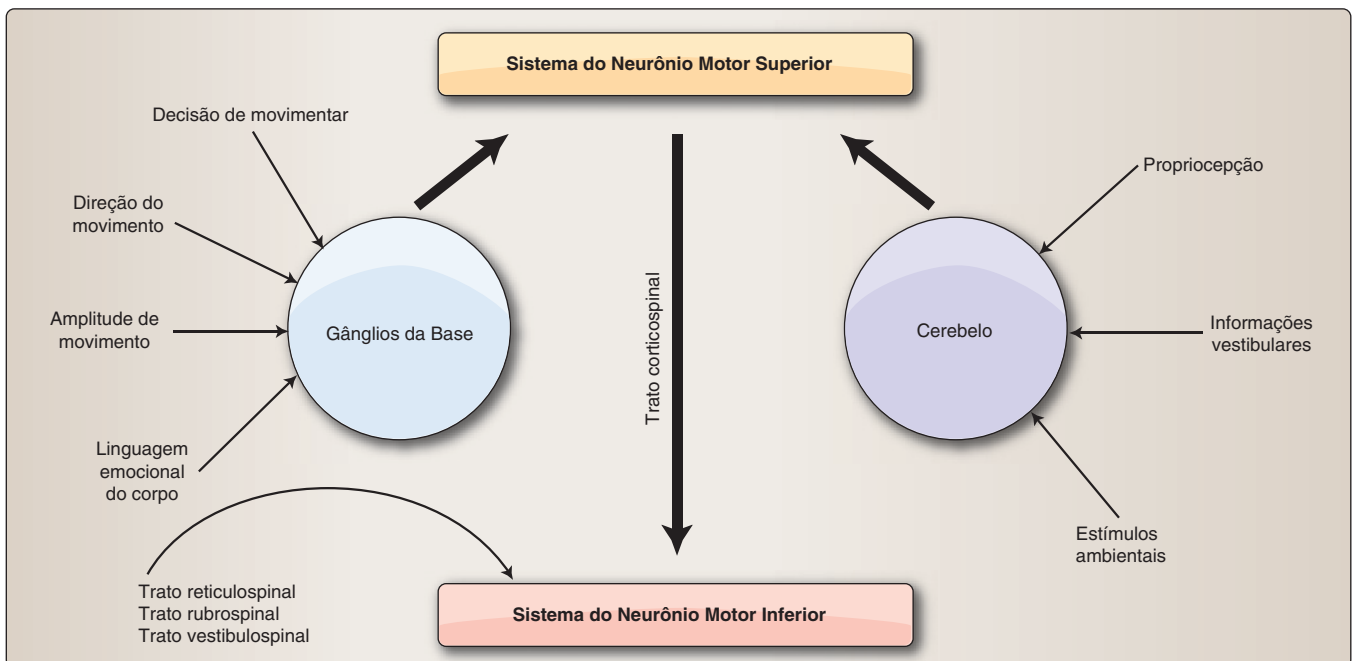 Sistema do Neurônio Motor Superior
Decisão de movimentar
Direção do
movimento
Amplitude de
movimento
Linguagem
emocional
do corpo
Gânglios da Base
Trato corticospinal
Cerebelo
Propriocepção
Informações
vestibulares
Estímulos
ambientais
Trato reticulospinal
Trato rubrospinal
Trato vestibulospinal
Sistema do Neurônio Motor Inferior